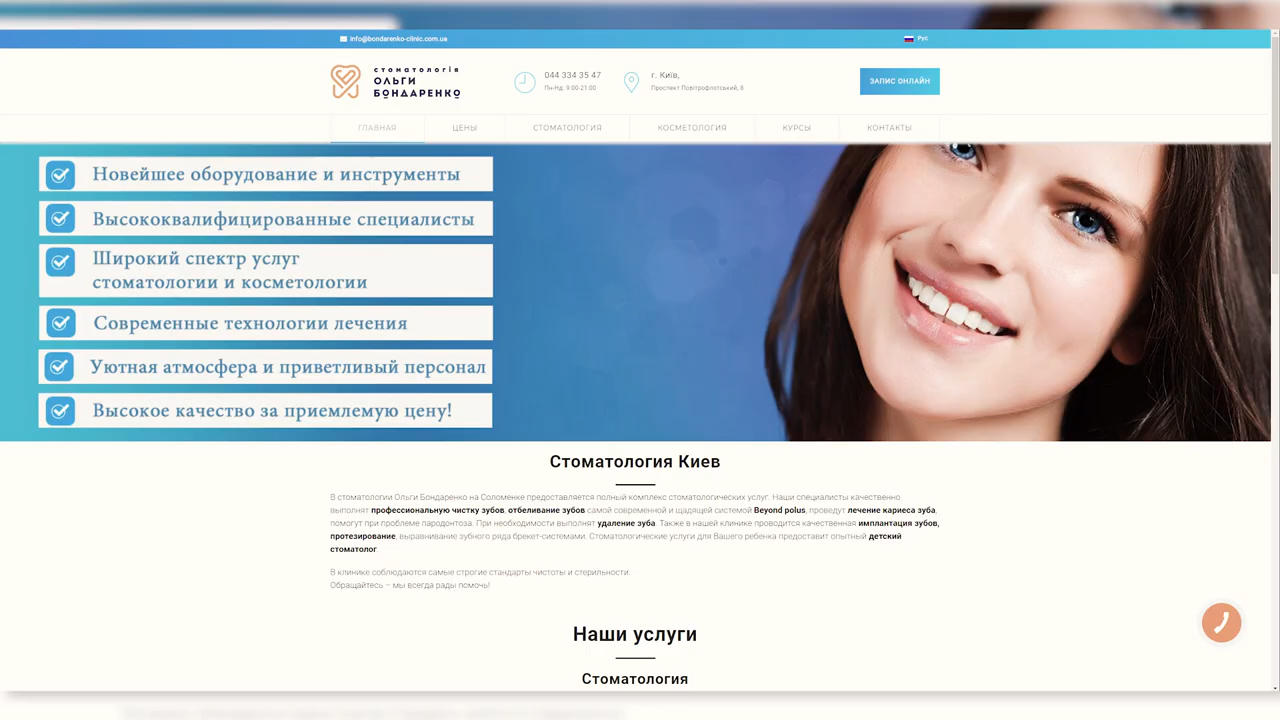 info@bondarenko-clinic.com.ua
Рус
стоматологія
ОЛЬГИ
БОНДАРЕНКО
044 334 35 47
Пн-Нд: 9:00-21:00
г. Київ,
Проспект Повітрофлотський, 8
ЗАПИС ОНЛАЙН
ГЛАВНАЯ
ЦЕНЫ
СТОМАТОЛОГИЯ
КОСМЕТОЛОГИЯ
КУРСЫ
КОНТАКТЫ
Новейшее оборудование и инструменты
Высококвалифицированные специалисты
Широкий спектр услуг
стоматологии и косметологии
Современные технологии лечения
Уютная атмосфера и приветливый персонал
Высокое качество за приемлемую цену!
Стоматология Киев
В стоматологии Ольги Бондаренко на Соломенке предоставляется полный комплекс стоматологических услуг. Наши специалисты качественно
выполнят профессиональную чистку зубов, отбеливание зубов самой современной и щадящей системой Beyond polus, проведут лечение кариеса зуба,
помогут при проблеме пародонтоза. При необходимости выполнят удаление зуба. Также в нашей клинике проводится качественная имплантация зубов,
протезирование, выравнивание зубного ряда брекет-системами. Стоматологические услуги для Вашего ребенка предоставит опытный детский
стоматолог.
В клинике соблюдаются самые строгие стандарты чистоты и стерильности.
Обращайтесь – мы всегда рады помочь!
Наши услуги
Стоматология